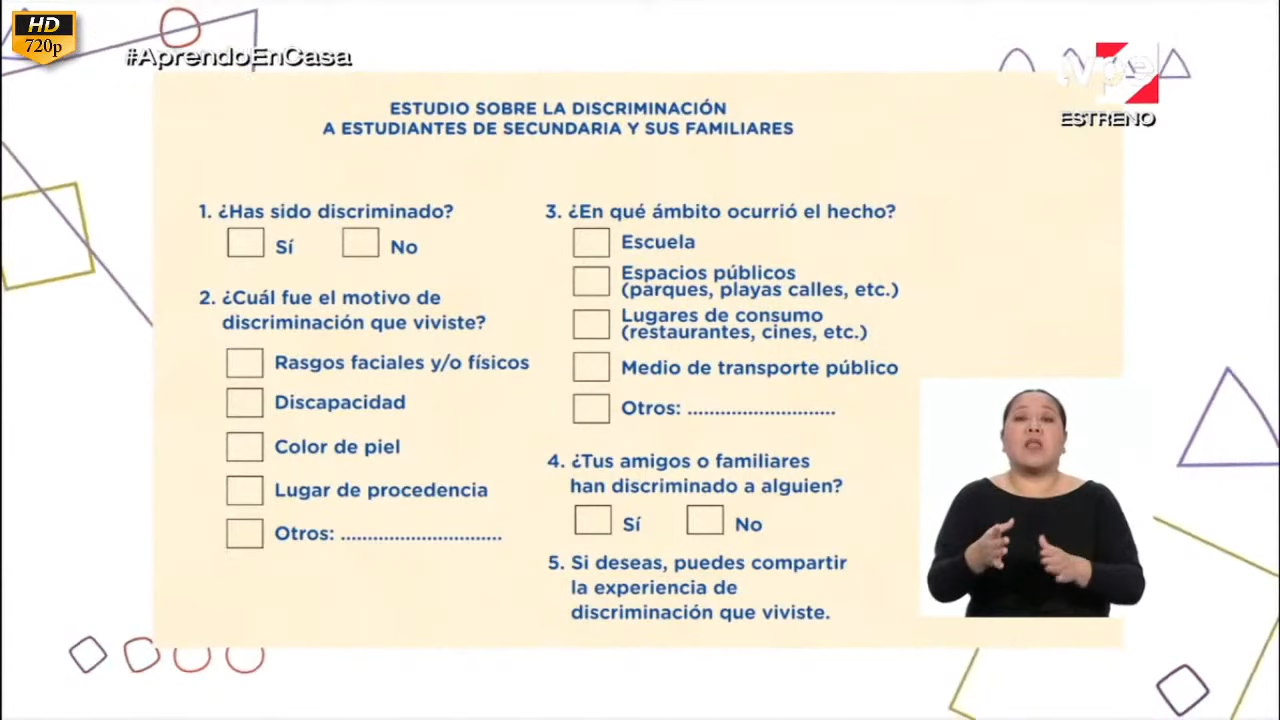 HD
720p
#AprendoEnCasa
tvpe
ESTRENO
ESTUDIO SOBRE LA DISCRIMINACIÓN
A ESTUDIANTES DE SECUNDARIA Y SUS FAMILIARES
1. ¿Has sido discriminado?
Sí No
2. ¿Cuál fue el motivo de
discriminación que viviste?
Rasgos faciales y/o físicos
Discapacidad
Color de piel
Lugar de procedencia
Otros: .............................
3. ¿En qué ámbito ocurrió el hecho?
Escuela
Espacios públicos
(parques, playas calles, etc.)
Lugares de consumo
(restaurantes, cines, etc.)
Medio de transporte público
Otros: ...........................
4. ¿Tus amigos o familiares
han discriminado a alguien?
Sí No
5. Si deseas, puedes compartir
la experiencia de
discriminación que viviste.